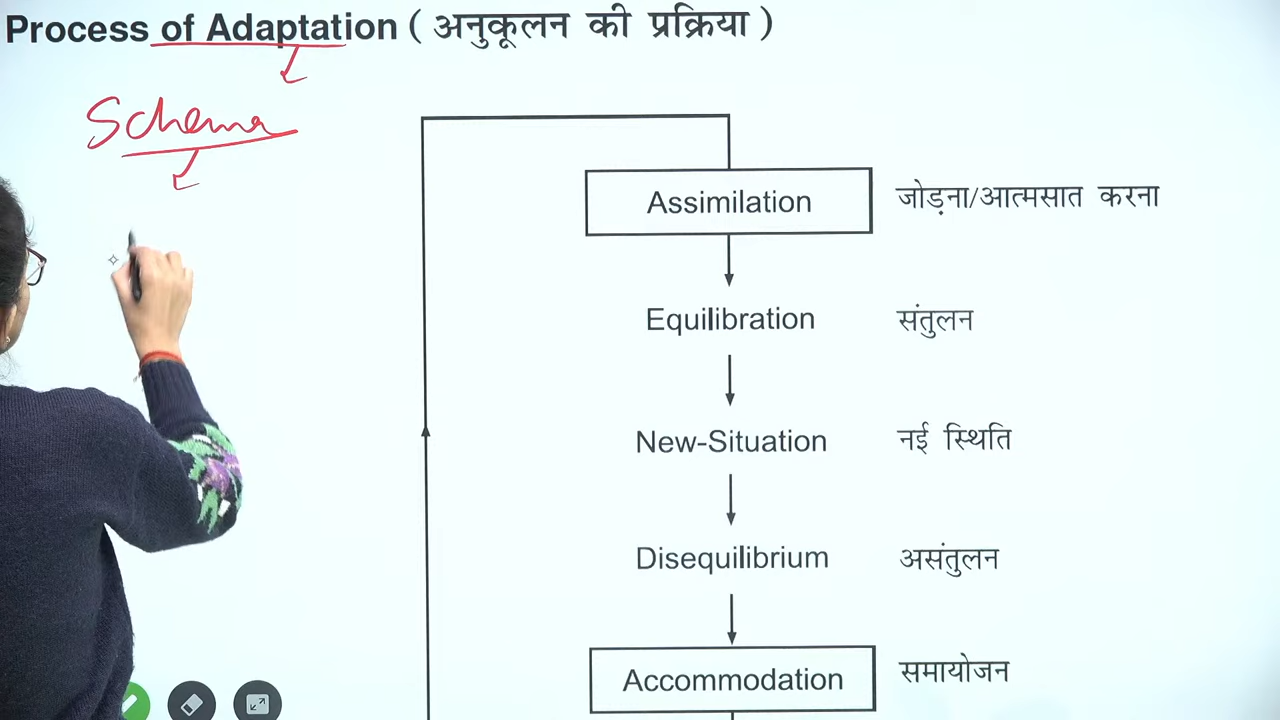 Process of Adaptation ( अनुकूलन की प्रक्रिया )
Schema
Assimilation जोड़ना/आत्मसात करना
Equilibration संतुलन
New-Situation नई स्थिति
Disequilibrium असंतुलन
Accommodation समायोजन